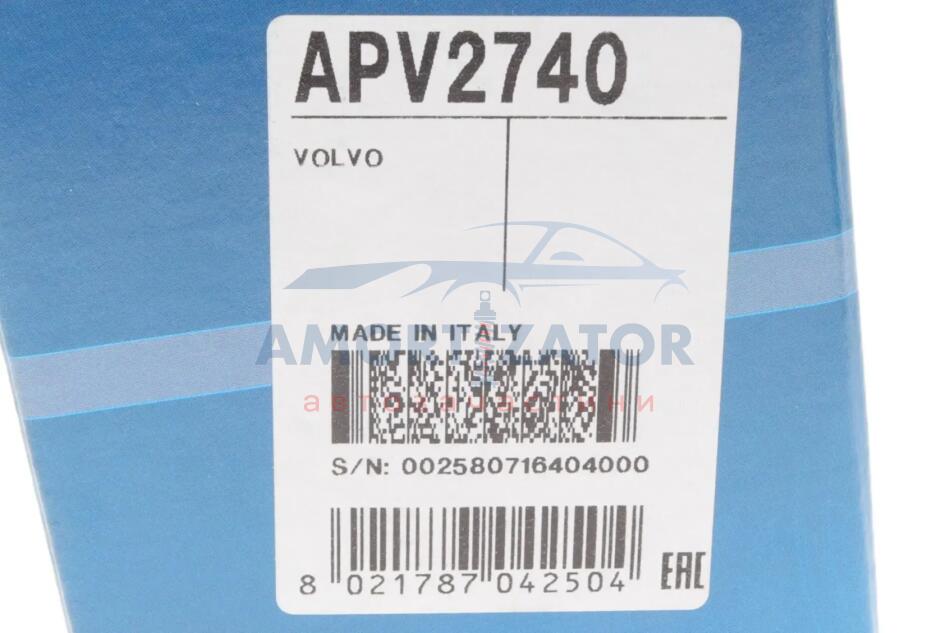 APV2740
VOLVO
MADE IN ITALY
AMORTIZATOR
автозапчастини
S/N: 002580716404000
8 021787 042504
EAC